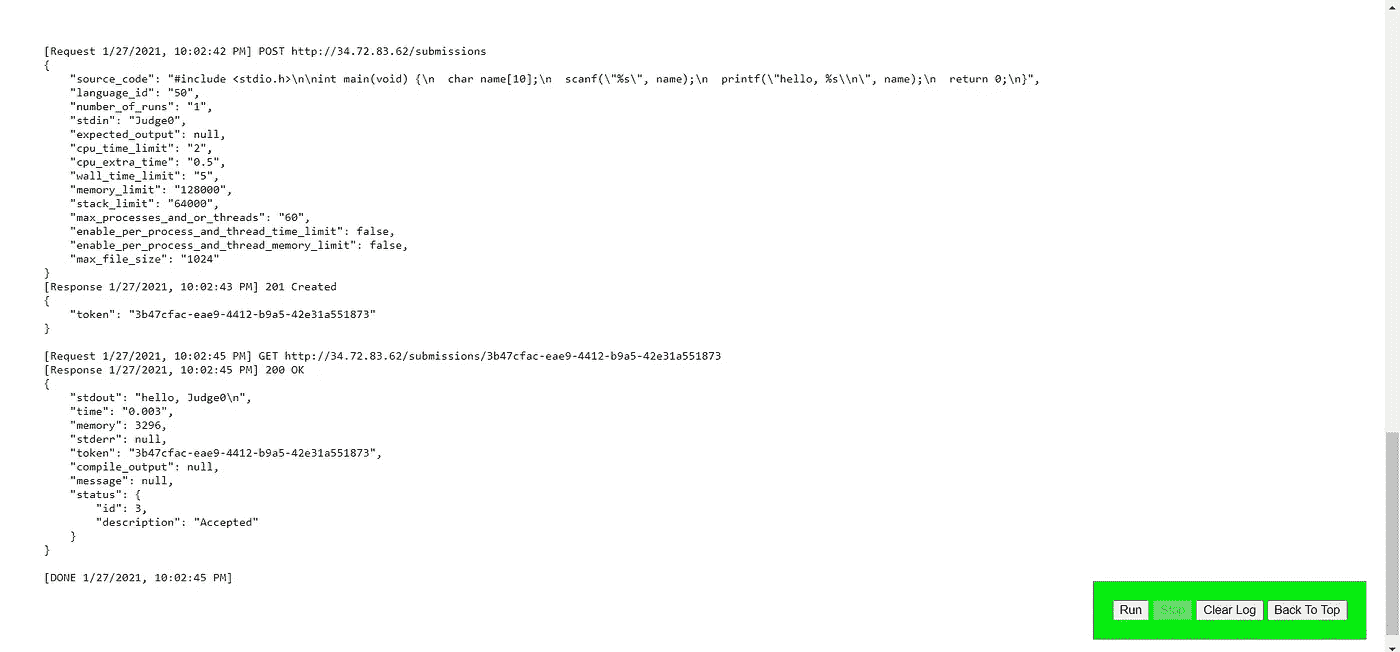 [Request 1/27/2021, 10:02:42 PM] POST http://34.72.83.62/submissions
{
    "source_code": "#include <stdio.h>\n\nint main(void) {\n  char name[10];\n  scanf(\"%s\", name);\n  printf(\"hello, %s\\n\", name);\n  return 0;\n}",
    "language_id": "50",
    "number_of_runs": "1",
    "stdin": "Judge0",
    "expected_output": null,
    "cpu_time_limit": "2",
    "cpu_extra_time": "0.5",
    "wall_time_limit": "5",
    "memory_limit": "128000",
    "stack_limit": "64000",
    "max_processes_and_or_threads": "60",
    "enable_per_process_and_thread_time_limit": false,
    "enable_per_process_and_thread_memory_limit": false,
    "max_file_size": "1024"
}
[Response 1/27/2021, 10:02:43 PM] 201 Created
{
    "token": "3b47cfac-eae9-4412-b9a5-42e31a551873"
}
[Request 1/27/2021, 10:02:45 PM] GET http://34.72.83.62/submissions/3b47cfac-eae9-4412-b9a5-42e31a551873
[Response 1/27/2021, 10:02:45 PM] 200 OK
{
    "stdout": "hello, Judge0\n",
    "time": "0.003",
    "memory": 3296,
    "stderr": null,
    "token": "3b47cfac-eae9-4412-b9a5-42e31a551873",
    "compile_output": null,
    "message": null,
    "status": {
        "id": 3,
        "description": "Accepted"
    }
}
[DONE 1/27/2021, 10:02:45 PM]
Run Stop Clear Log Back To Top